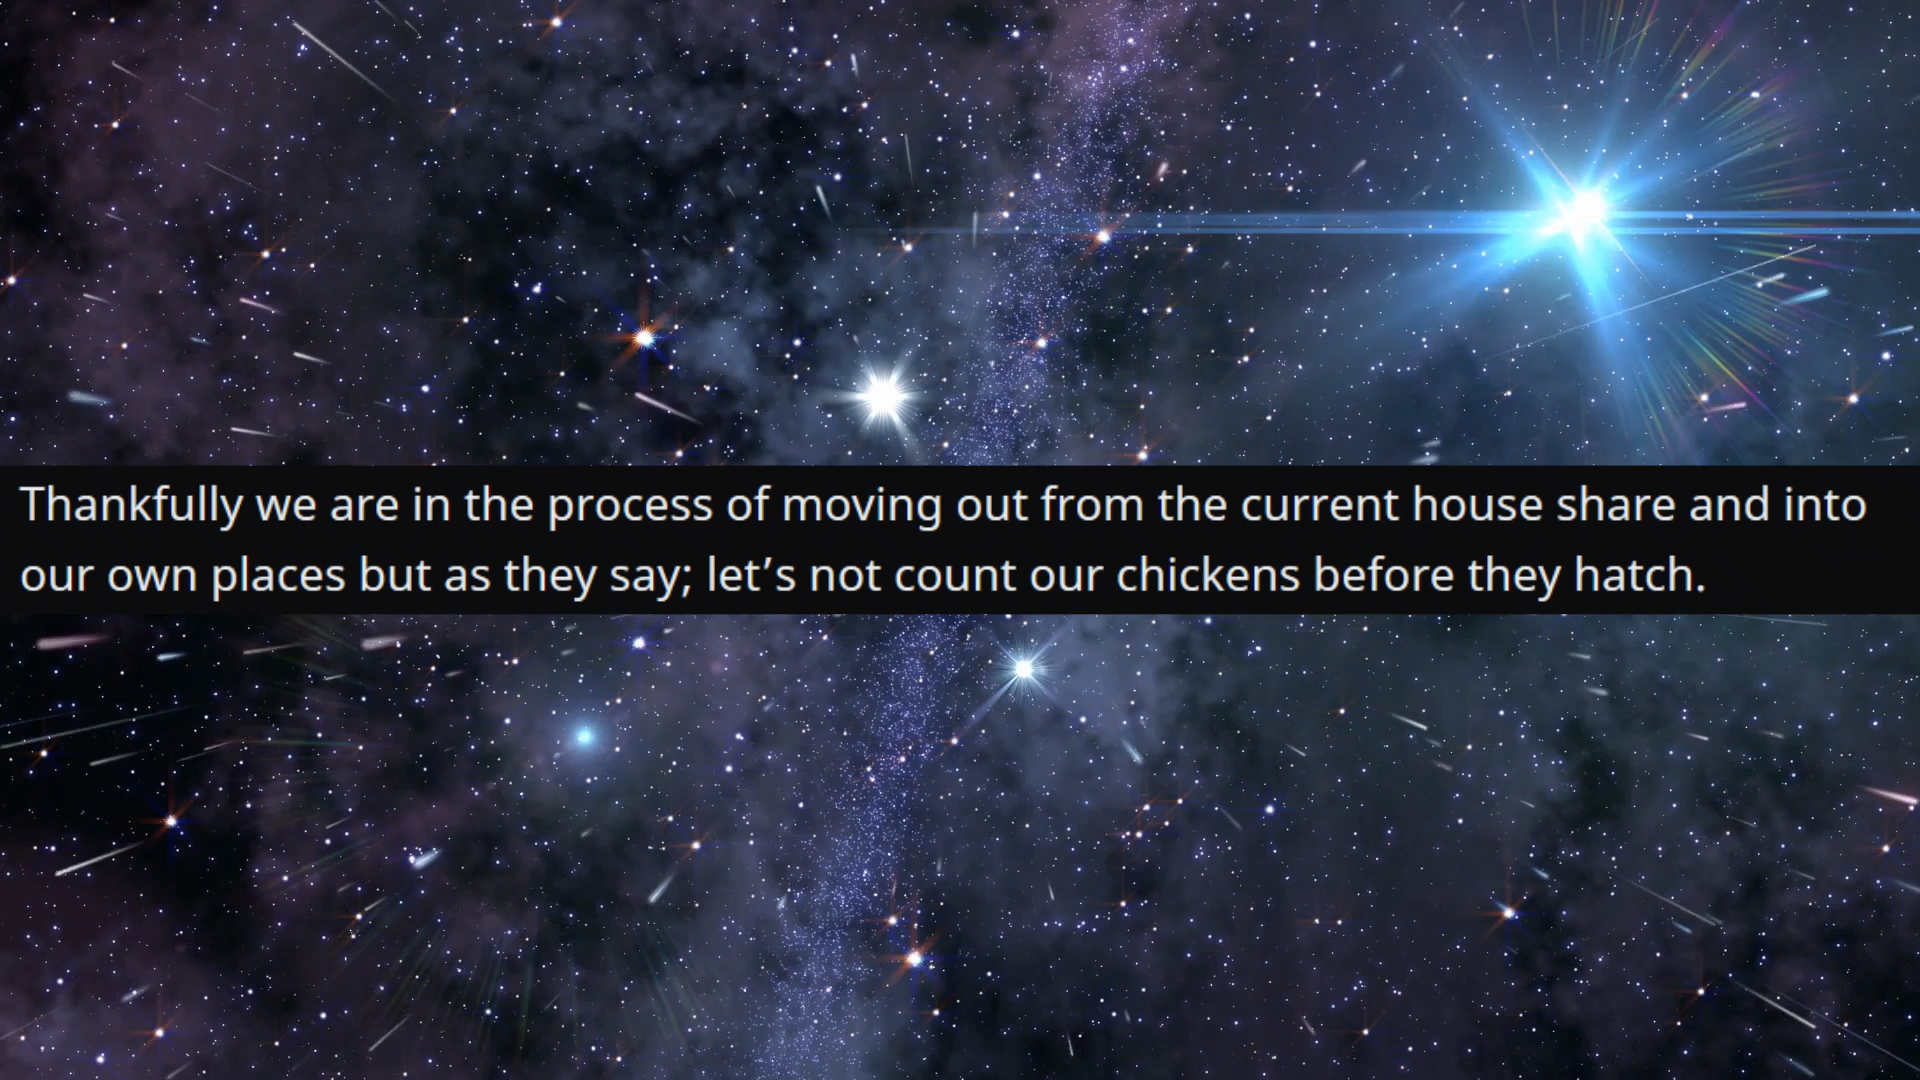 Thankfully we are in the process of moving out from the current house share and into
our own places but as they say; let’s not count our chickens before they hatch.